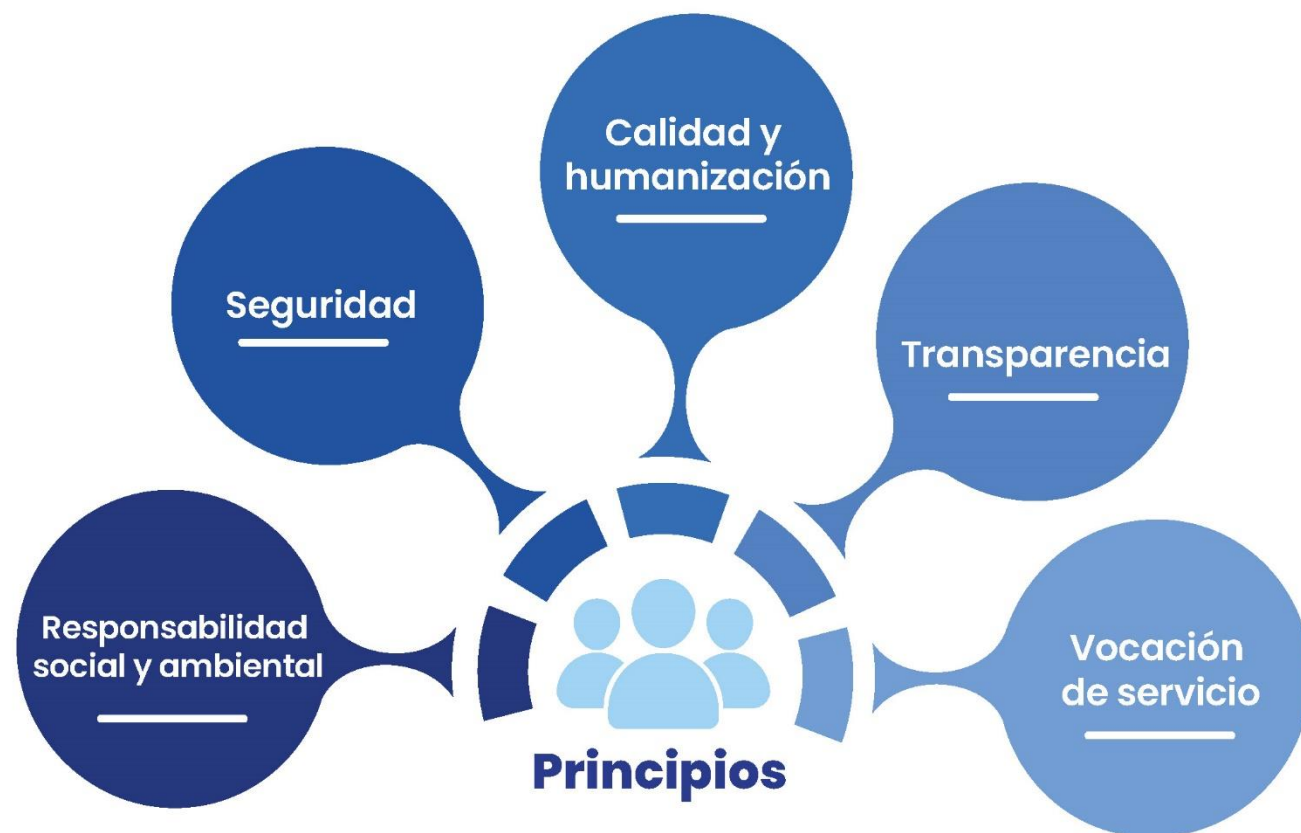 Calidad y
humanización
Seguridad
Transparencia
Responsabilidad
social y ambiental
Vocación
de servicio
Principios